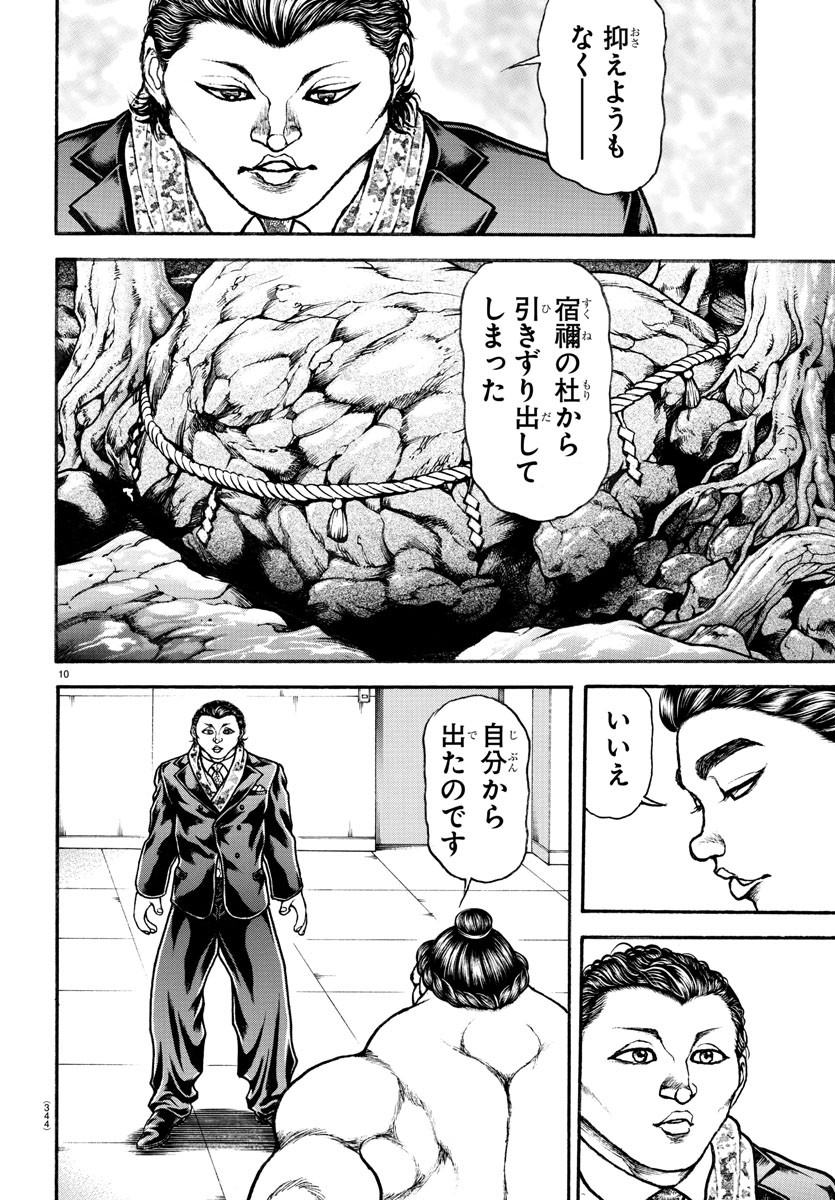 抑えようも
なく――
宿禰の杜から
引きずり出して
しまった
いいえ
自分から
出たのです
10
(344)